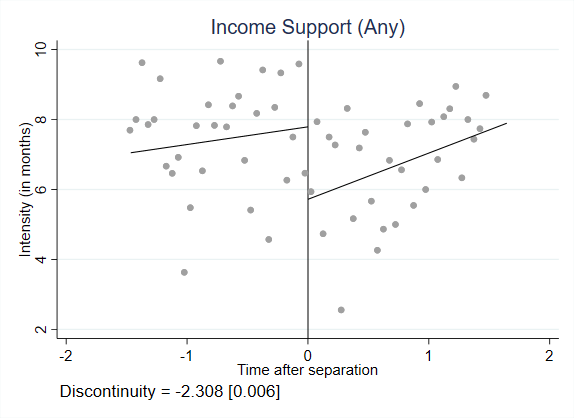 Income Support (Any)
Intensity (in months)
10
8
6
4
2
-2 -1 0 1 2
Time after separation
Discontinuity = -2.308 [0.006]